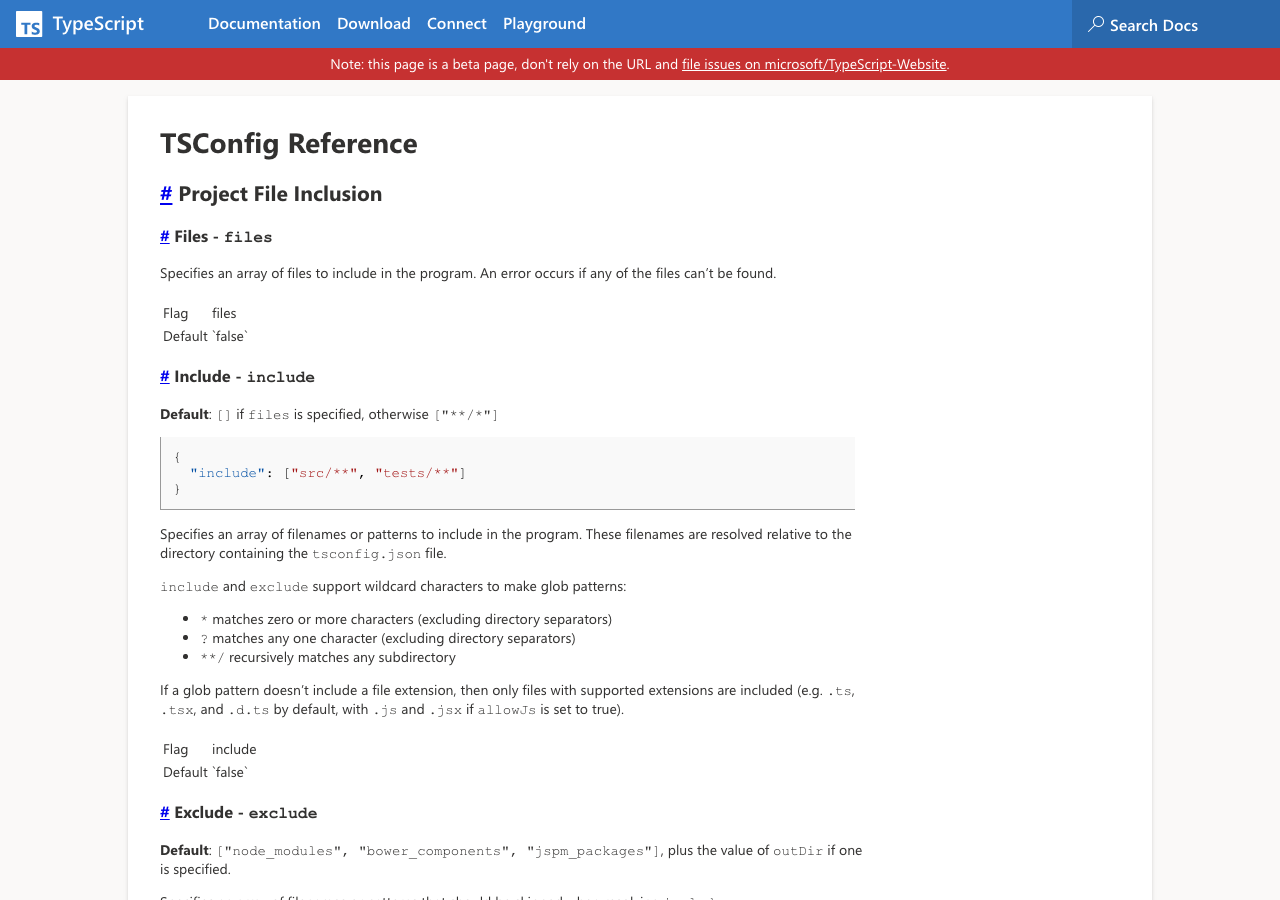 TS TypeScript Documentation Download Connect Playground Search Docs
Note: this page is a beta page, don't rely on the URL and file issues on microsoft/TypeScript-Website.
TSConfig Reference
# Project File Inclusion
# Files - files
Specifies an array of files to include in the program. An error occurs if any of the files can’t be found.
Flag files
Default `false`
# Include - include
Default: [] if files is specified, otherwise ["**/*"]
{
"include": ["src/**", "tests/**"]
}
Specifies an array of filenames or patterns to include in the program. These filenames are resolved relative to the
directory containing the tsconfig.json file.
include and exclude support wildcard characters to make glob patterns:
* matches zero or more characters (excluding directory separators)
? matches any one character (excluding directory separators)
**/ recursively matches any subdirectory
If a glob pattern doesn’t include a file extension, then only files with supported extensions are included (e.g. .ts,
.tsx, and .d.ts by default, with .js and .jsx if allowJs is set to true).
Flag include
Default `false`
# Exclude - exclude
Default: ["node_modules", "bower_components", "jspm_packages"], plus the value of outDir if one
is specified.